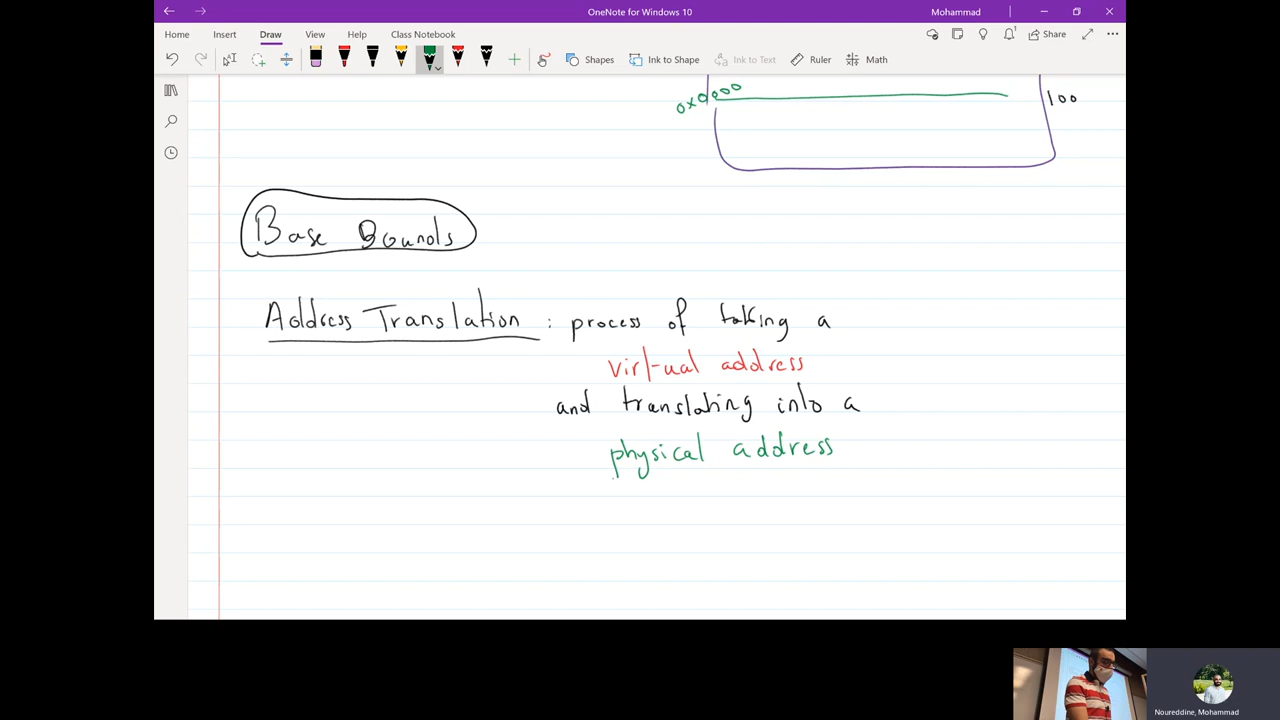 OneNote for Windows 10
Mohammad
Home Insert Draw View Help Class Notebook
Share
Shapes Ink to Shape Ink to Text Ruler Math
0x0000
100
Base Bounds
Address Translation : process of taking a
virtual address
and translating into a
physical address
Noureddine, Mohammad